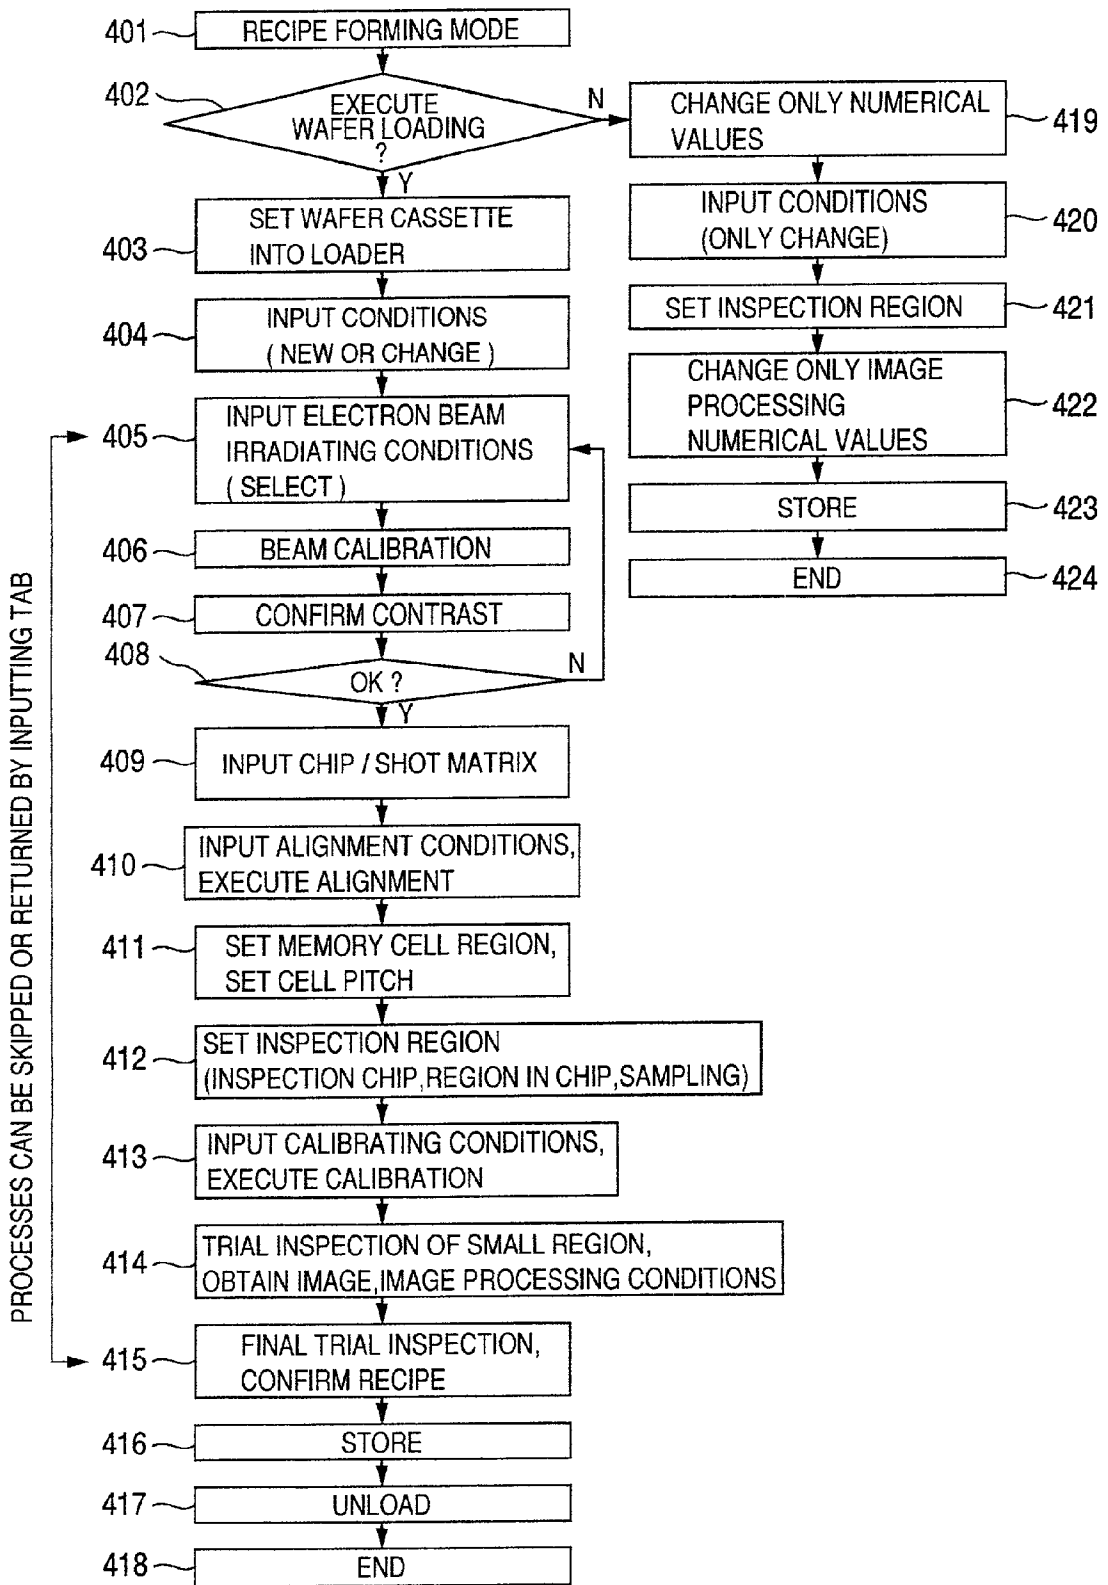 401
RECIPE FORMING MODE
402
EXECUTE
WAFER LOADING
?
N
Y
403
SET WAFER CASSETTE
INTO LOADER
404
INPUT CONDITIONS
( NEW OR CHANGE )
405
INPUT ELECTRON BEAM
IRRADIATING CONDITIONS
( SELECT )
406
BEAM CALIBRATION
407
CONFIRM CONTRAST
408
OK ?
N
Y
409
INPUT CHIP / SHOT MATRIX
410
INPUT ALIGNMENT CONDITIONS,
EXECUTE ALIGNMENT
411
SET MEMORY CELL REGION,
SET CELL PITCH
412
SET INSPECTION REGION
(INSPECTION CHIP,REGION IN CHIP,SAMPLING)
413
INPUT CALIBRATING CONDITIONS,
EXECUTE CALIBRATION
414
TRIAL INSPECTION OF SMALL REGION,
OBTAIN IMAGE,IMAGE PROCESSING CONDITIONS
415
FINAL TRIAL INSPECTION,
CONFIRM RECIPE
416
STORE
417
UNLOAD
418
END
CHANGE ONLY NUMERICAL
VALUES
419
INPUT CONDITIONS
(ONLY CHANGE)
420
SET INSPECTION REGION
421
CHANGE ONLY IMAGE
PROCESSING
NUMERICAL VALUES
422
STORE
423
END
424
PROCESSES CAN BE SKIPPED OR RETURNED BY INPUTTING TAB